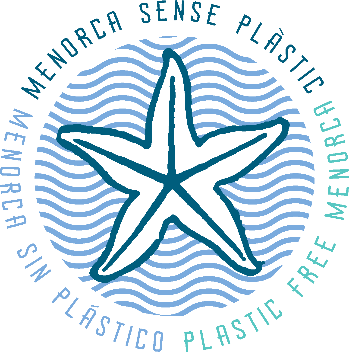 MENORCA SENSE PLÀSTIC
MENORCA SIN PLÁSTICO
PLASTIC FREE MENORCA